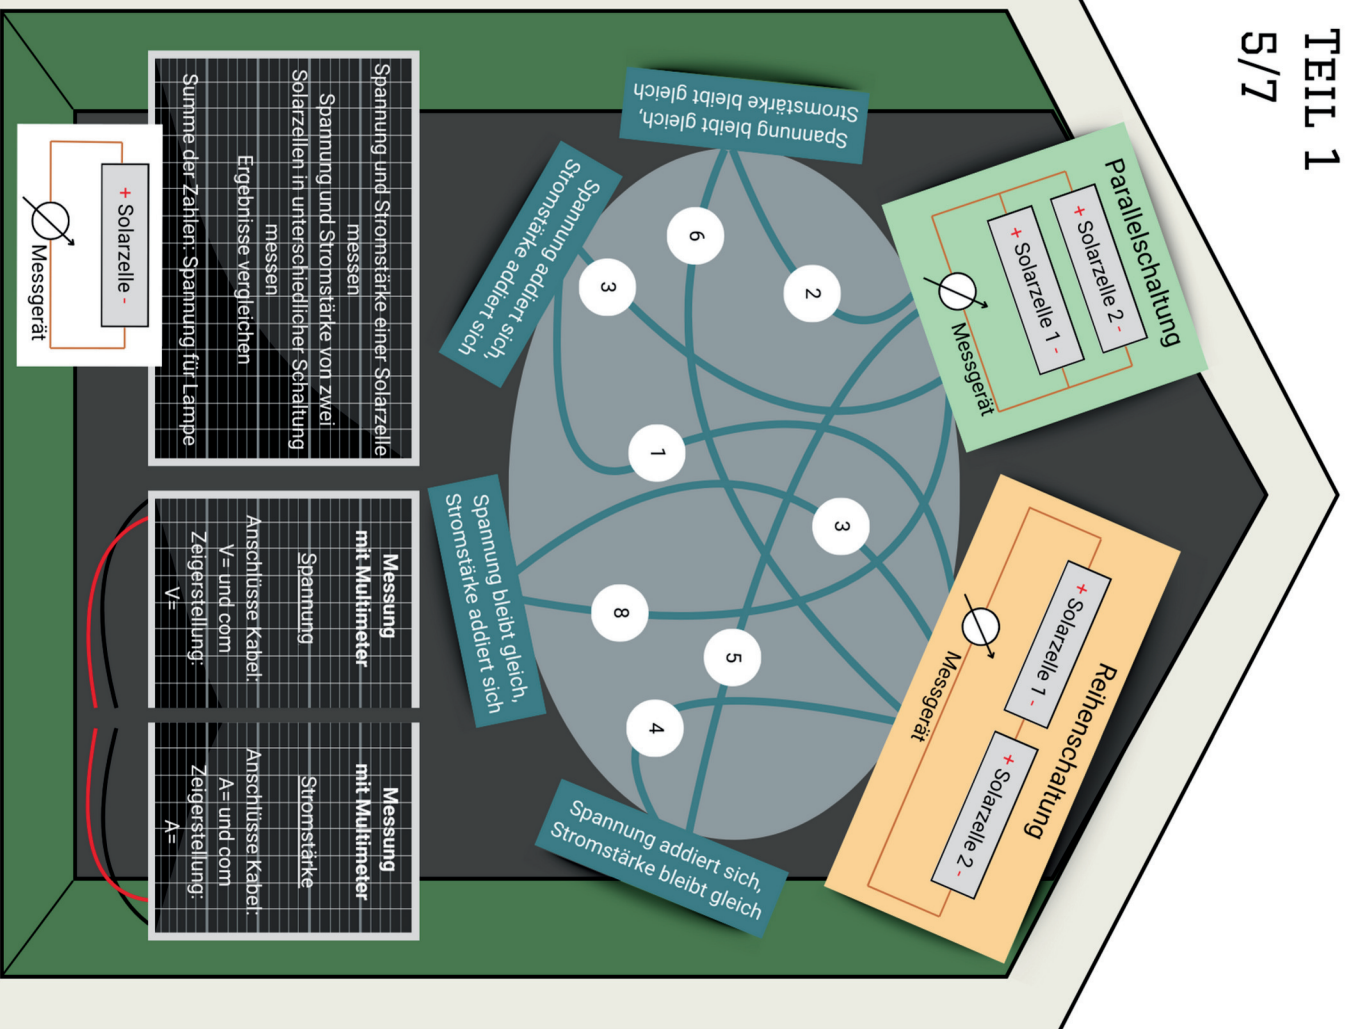 TEIL 1
5/7
Parallelschaltung
+ Solarzelle 2 -
+ Solarzelle 1 -
Messgerät
Reihenschaltung
+ Solarzelle 1 -
+ Solarzelle 2 -
Messgerät
Spannung bleibt gleich,
Stromstärke bleibt gleich
Spannung addiert sich,
Stromstärke addiert sich
Spannung bleibt gleich,
Stromstärke addiert sich
Spannung addiert sich,
Stromstärke bleibt gleich
2
6
3
1
3
8
5
4
Spannung und Stromstärke einer Solarzelle
messen
Spannung und Stromstärke von zwei
Solarzellen in unterschiedlicher Schaltung
messen
Ergebnisse vergleichen
Summe der Zahlen: Spannung für Lampe
+ Solarzelle -
Messgerät
Messung
mit Multimeter
Spannung
Anschlüsse Kabel:
V= und com
Zeigerstellung:
V=
Messung
mit Multimeter
Stromstärke
Anschlüsse Kabel:
A= und com
Zeigerstellung:
A=